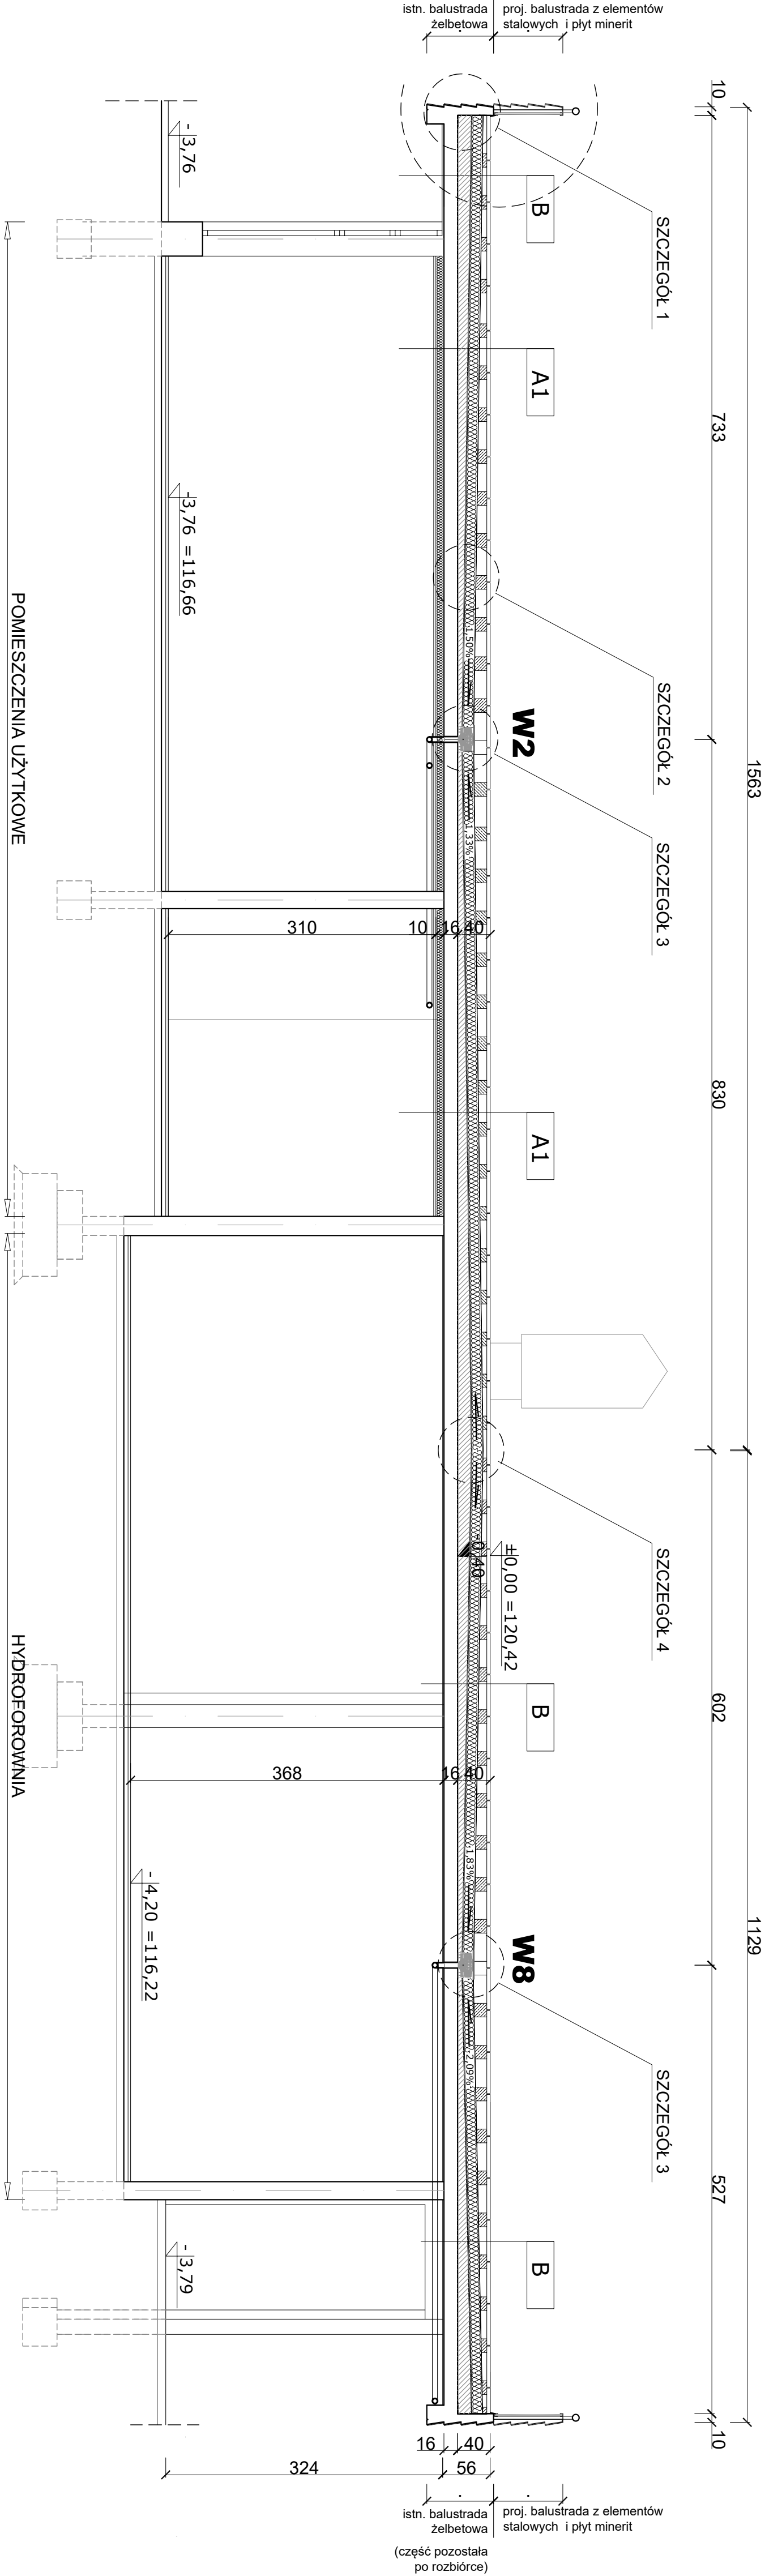 istn. balustrada
żelbetowa
proj. balustrada z elementów
stalowych i płyt minerit
10
- 3,76
B
SZCZEGÓŁ 1
A1
733
-3,76 =116,66
POMIESZCZENIA UŻYTKOWE
1,50%
SZCZEGÓŁ 2
W2
1563
1,33%
SZCZEGÓŁ 3
310
10
16
40
830
A1
SZCZEGÓŁ 4
-0,40
±0,00 =120,42
HYDROFOROWNIA
B
602
368
16
40
1,83%
- 4,20 =116,22
W8
1129
2,09%
SZCZEGÓŁ 3
527
- 3,79
B
10
16
40
324
56
istn. balustrada
żelbetowa
proj. balustrada z elementów
stalowych i płyt minerit
(część pozostała
po rozbiórce)